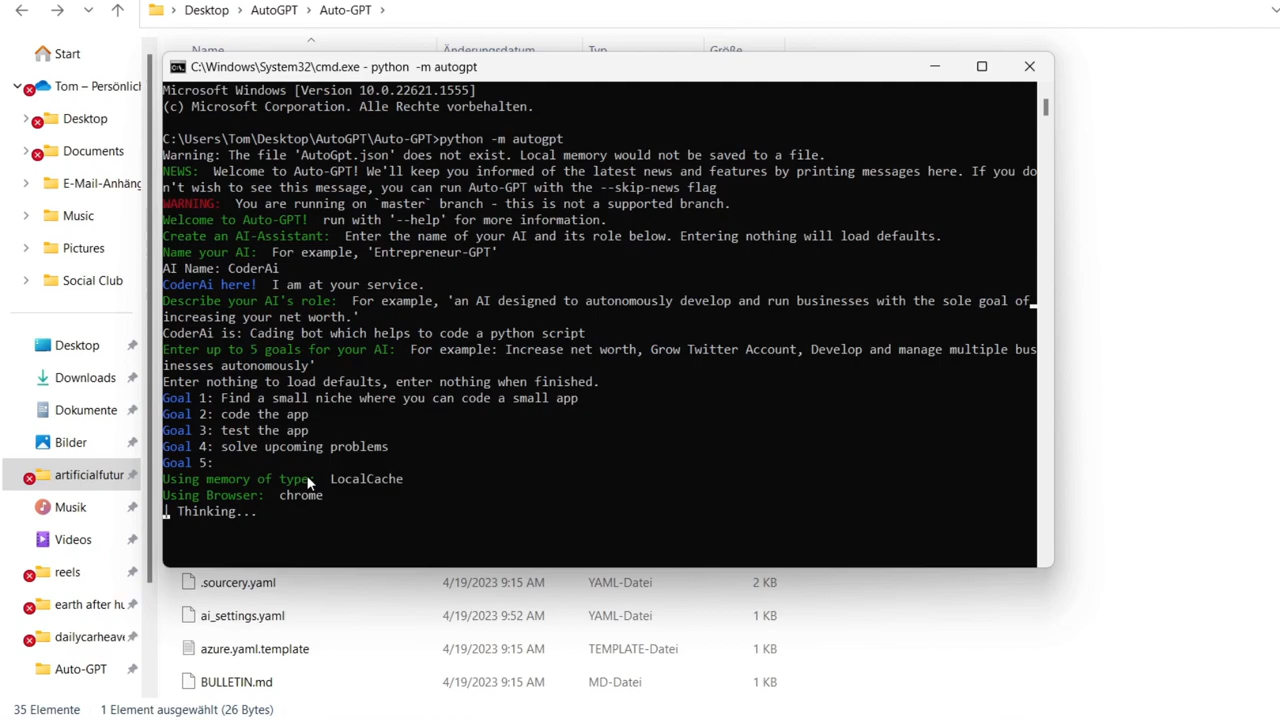 Desktop > AutoGPT > Auto-GPT >
Start
Name
Änderungsdatum
Typ
Größe
Tom – Persönlich
Desktop
Documents
E-Mail-Anhäng
Music
Pictures
Social Club
Desktop
Downloads
Dokumente
Bilder
artificialfutur
Musik
Videos
reels
earth after hu
dailycarheave
Auto-GPT
C:\Windows\System32\cmd.exe - python -m autogpt
Microsoft Windows [Version 10.0.22621.1555]
(c) Microsoft Corporation. Alle Rechte vorbehalten.
C:\Users\Tom\Desktop\AutoGPT\Auto-GPT>python -m autogpt
Warning: The file 'AutoGpt.json' does not exist. Local memory would not be saved to a file.
NEWS: Welcome to Auto-GPT! We'll keep you informed of the latest news and features by printing messages here. If you do
n't wish to see this message, you can run Auto-GPT with the --skip-news flag
WARNING: You are running on `master` branch - this is not a supported branch.
Welcome to Auto-GPT! run with '--help' for more information.
Create an AI-Assistant: Enter the name of your AI and its role below. Entering nothing will load defaults.
Name your AI: For example, 'Entrepreneur-GPT'
AI Name: CoderAi
CoderAi here! I am at your service.
Describe your AI's role: For example, 'an AI designed to autonomously develop and run businesses with the sole goal of
increasing your net worth.'
CoderAi is: Cading bot which helps to code a python script
Enter up to 5 goals for your AI: For example: Increase net worth, Grow Twitter Account, Develop and manage multiple bus
inesses autonomously'
Enter nothing to load defaults, enter nothing when finished.
Goal 1: Find a small niche where you can code a small app
Goal 2: code the app
Goal 3: test the app
Goal 4: solve upcoming problems
Goal 5:
Using memory of type: LocalCache
Using Browser: chrome
| Thinking...
.sourcery.yaml 4/19/2023 9:15 AM YAML-Datei 2 KB
ai_settings.yaml 4/19/2023 9:52 AM YAML-Datei 1 KB
azure.yaml.template 4/19/2023 9:15 AM TEMPLATE-Datei 1 KB
BULLETIN.md 4/19/2023 9:15 AM MD-Datei 1 KB
35 Elemente 1 Element ausgewählt (26 Bytes)